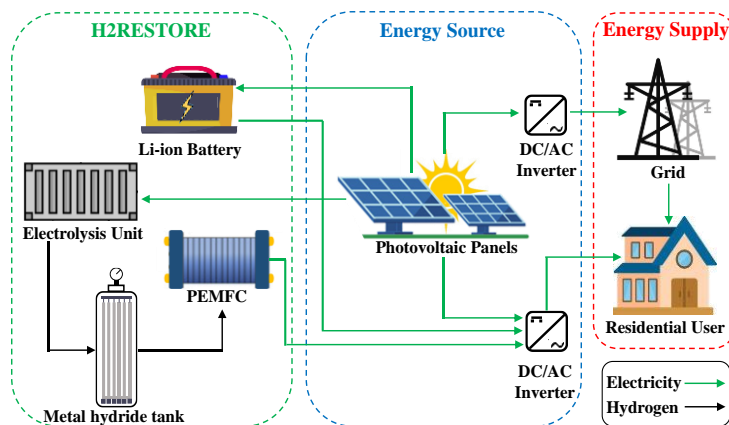 H2RESTORE
Energy Source
Energy Supply
Li-ion Battery
DC/AC
Inverter
Grid
Electrolysis Unit
Photovoltaic Panels
PEMFC
Residential User
DC/AC
Inverter
Metal hydride tank
Electricity
Hydrogen